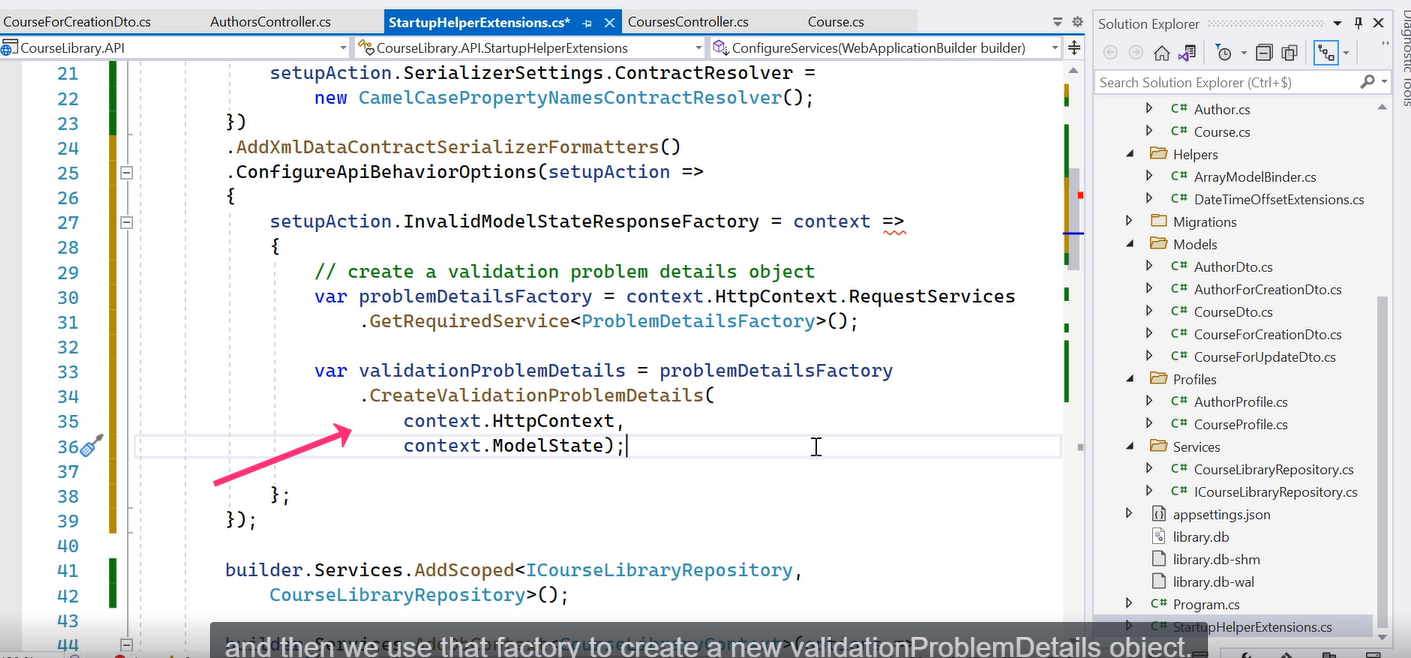 CourseForCreationDto.cs AuthorsController.cs StartupHelperExtensions.cs* CoursesController.cs Course.cs
CourseLibrary.API CourseLibrary.API.StartupHelperExtensions ConfigureServices(WebApplicationBuilder builder)
21 setupAction.SerializerSettings.ContractResolver =
22 new CamelCasePropertyNamesContractResolver();
23 })
24 .AddXmlDataContractSerializerFormatters()
25 .ConfigureApiBehaviorOptions(setupAction =>
26 {
27 setupAction.InvalidModelStateResponseFactory = context =>
28 {
29 // create a validation problem details object
30 var problemDetailsFactory = context.HttpContext.RequestServices
31 .GetRequiredService<ProblemDetailsFactory>();
32
33 var validationProblemDetails = problemDetailsFactory
34 .CreateValidationProblemDetails(
35 context.HttpContext,
36 context.ModelState);
37
38 };
39 });
40
41 builder.Services.AddScoped<ICourseLibraryRepository,
42 CourseLibraryRepository>();
43
44
and then we use that factory to create a new validationProblemDetails object.
Solution Explorer
Search Solution Explorer (Ctrl+$)
C# Author.cs
C# Course.cs
Helpers
C# ArrayModelBinder.cs
C# DateTimeOffsetExtensions.cs
Migrations
Models
C# AuthorDto.cs
C# AuthorForCreationDto.cs
C# CourseDto.cs
C# CourseForCreationDto.cs
C# CourseForUpdateDto.cs
Profiles
C# AuthorProfile.cs
C# CourseProfile.cs
Services
C# CourseLibraryRepository.cs
C# ICourseLibraryRepository.cs
appsettings.json
library.db
library.db-shm
library.db-wal
C# Program.cs
C# StartupHelperExtensions.cs
Diagnostic Tools